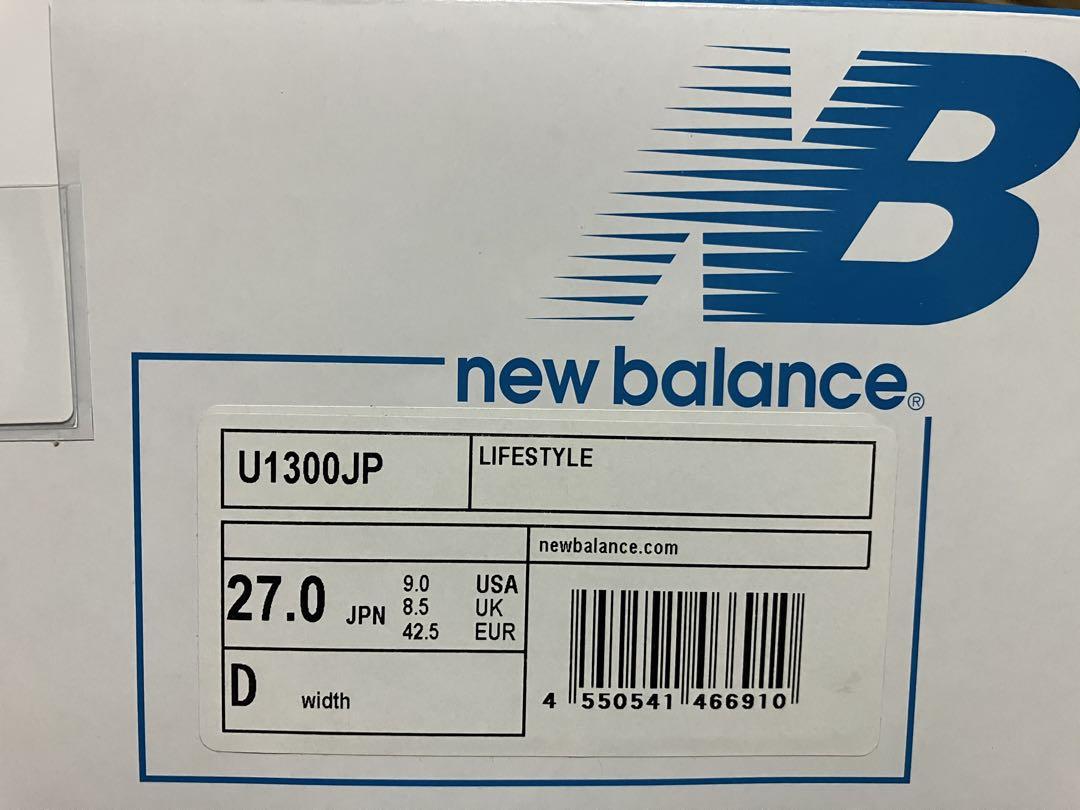 NB
new balance®
U1300JP
LIFESTYLE
newbalance.com
27.0 JPN
9.0 USA
8.5 UK
42.5 EUR
D width
4 550541 466910